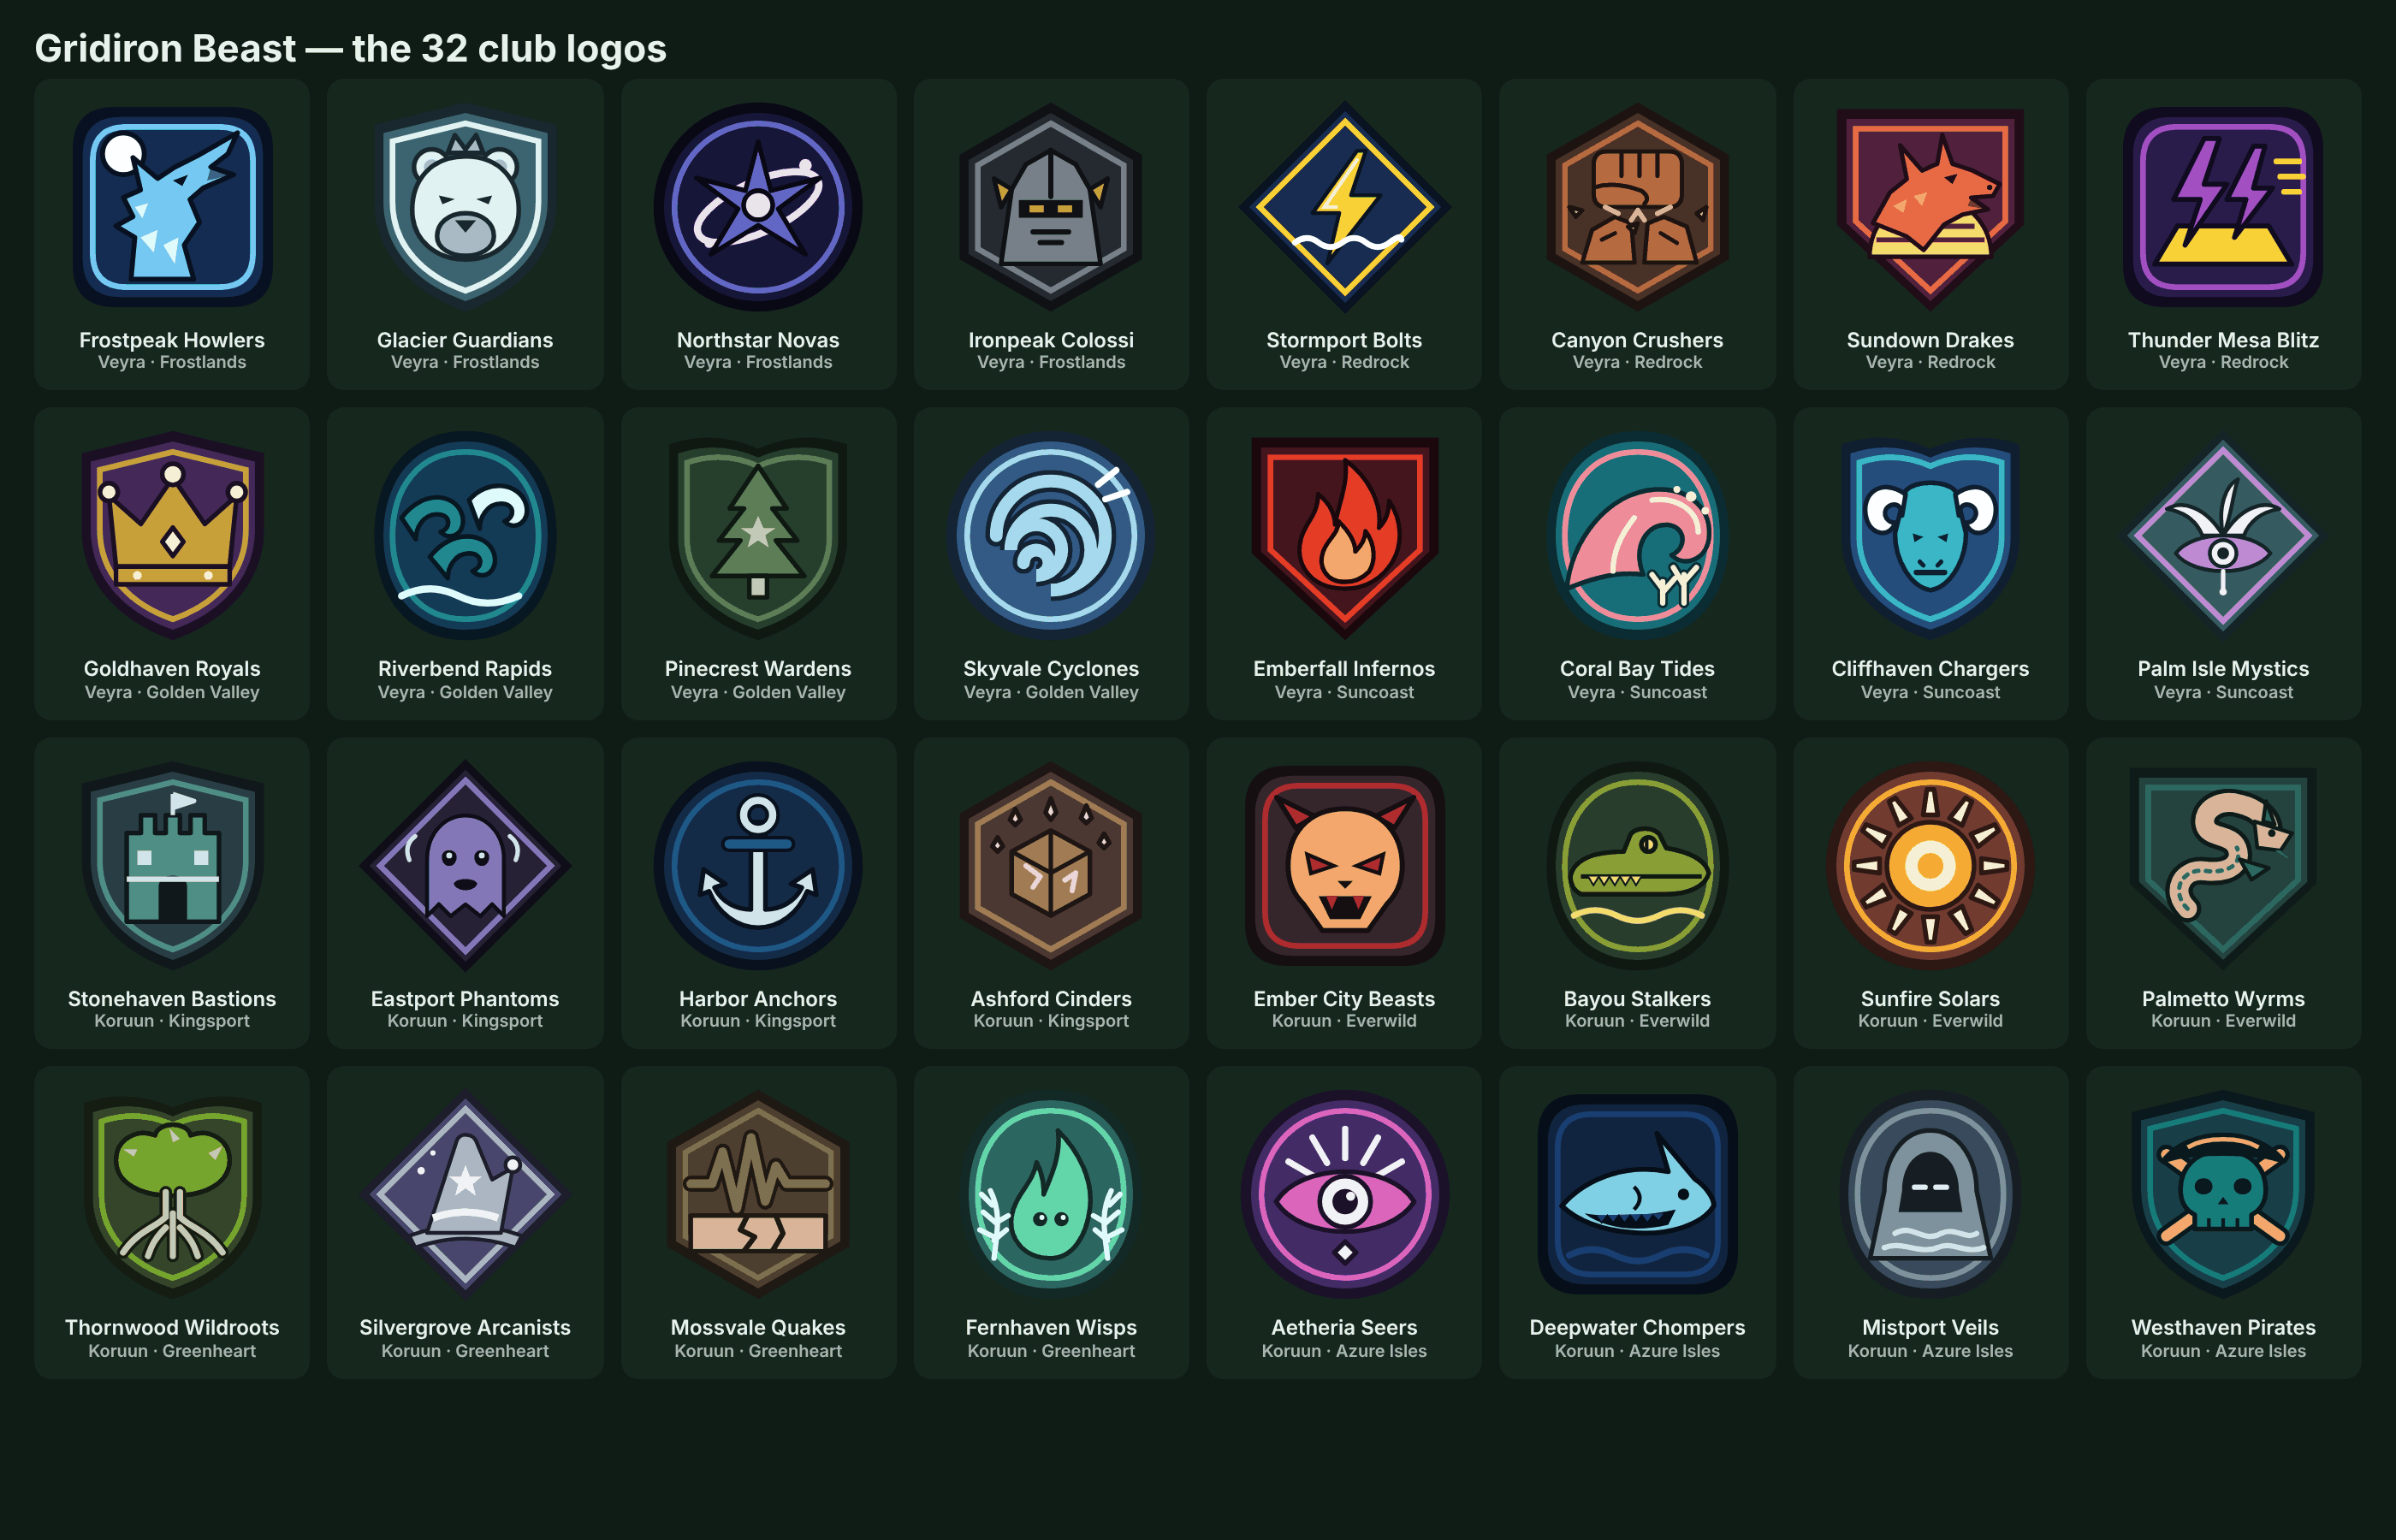 Gridiron Beast — the 32 club logos
Frostpeak Howlers
Veyra · Frostlands
Glacier Guardians
Veyra · Frostlands
Northstar Novas
Veyra · Frostlands
Ironpeak Colossi
Veyra · Frostlands
Stormport Bolts
Veyra · Redrock
Canyon Crushers
Veyra · Redrock
Sundown Drakes
Veyra · Redrock
Thunder Mesa Blitz
Veyra · Redrock
Goldhaven Royals
Veyra · Golden Valley
Riverbend Rapids
Veyra · Golden Valley
Pinecrest Wardens
Veyra · Golden Valley
Skyvale Cyclones
Veyra · Golden Valley
Emberfall Infernos
Veyra · Suncoast
Coral Bay Tides
Veyra · Suncoast
Cliffhaven Chargers
Veyra · Suncoast
Palm Isle Mystics
Veyra · Suncoast
Stonehaven Bastions
Koruun · Kingsport
Eastport Phantoms
Koruun · Kingsport
Harbor Anchors
Koruun · Kingsport
Ashford Cinders
Koruun · Kingsport
Ember City Beasts
Koruun · Everwild
Bayou Stalkers
Koruun · Everwild
Sunfire Solars
Koruun · Everwild
Palmetto Wyrms
Koruun · Everwild
Thornwood Wildroots
Koruun · Greenheart
Silvergrove Arcanists
Koruun · Greenheart
Mossvale Quakes
Koruun · Greenheart
Fernhaven Wisps
Koruun · Greenheart
Aetheria Seers
Koruun · Azure Isles
Deepwater Chompers
Koruun · Azure Isles
Mistport Veils
Koruun · Azure Isles
Westhaven Pirates
Koruun · Azure Isles